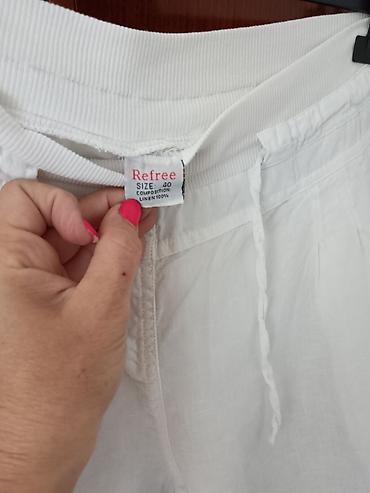 Refree
SIZE: 40
COMPOSITION
LINEN 100%